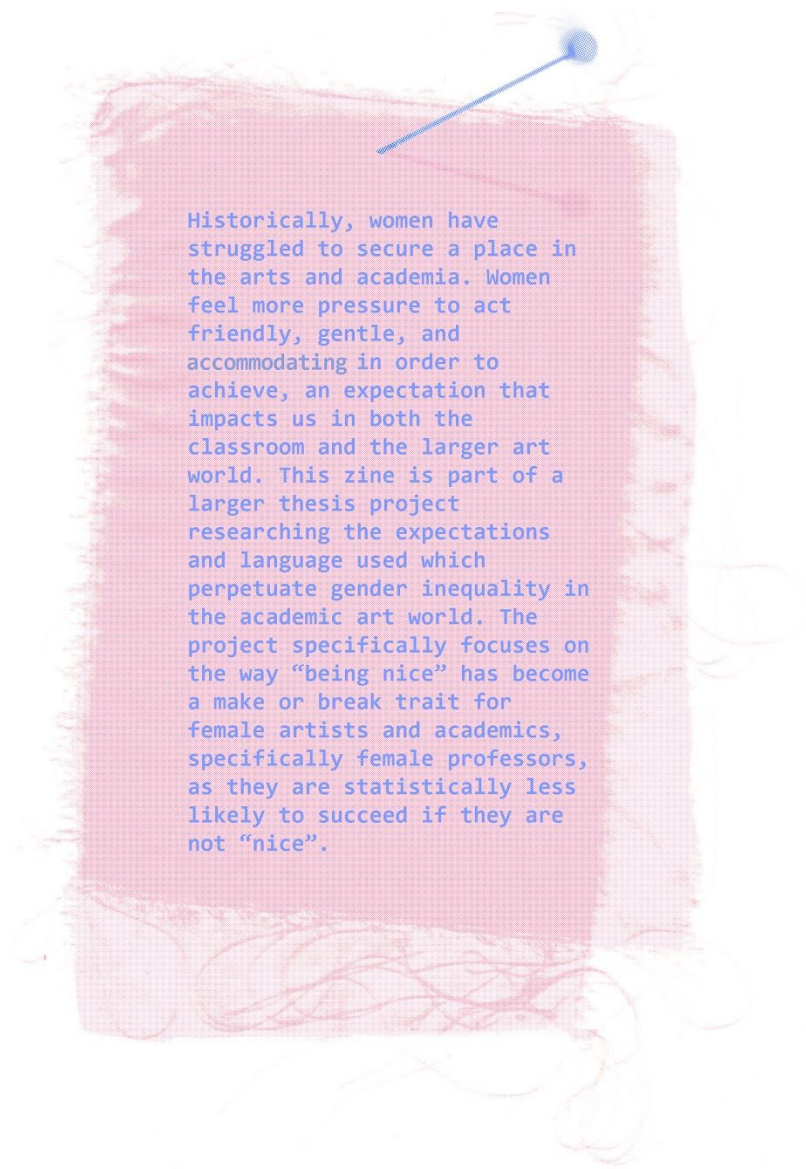 Historically, women have
struggled to secure a place in
the arts and academia. Women
feel more pressure to act
friendly, gentle, and
accommodating in order to
achieve, an expectation that
impacts us in both the
classroom and the larger art
world. This zine is part of a
larger thesis project
researching the expectations
and language used which
perpetuate gender inequality in
the academic art world. The
project specifically focuses on
the way “being nice” has become
a make or break trait for
female artists and academics,
specifically female professors,
as they are statistically less
likely to succeed if they are
not “nice”.